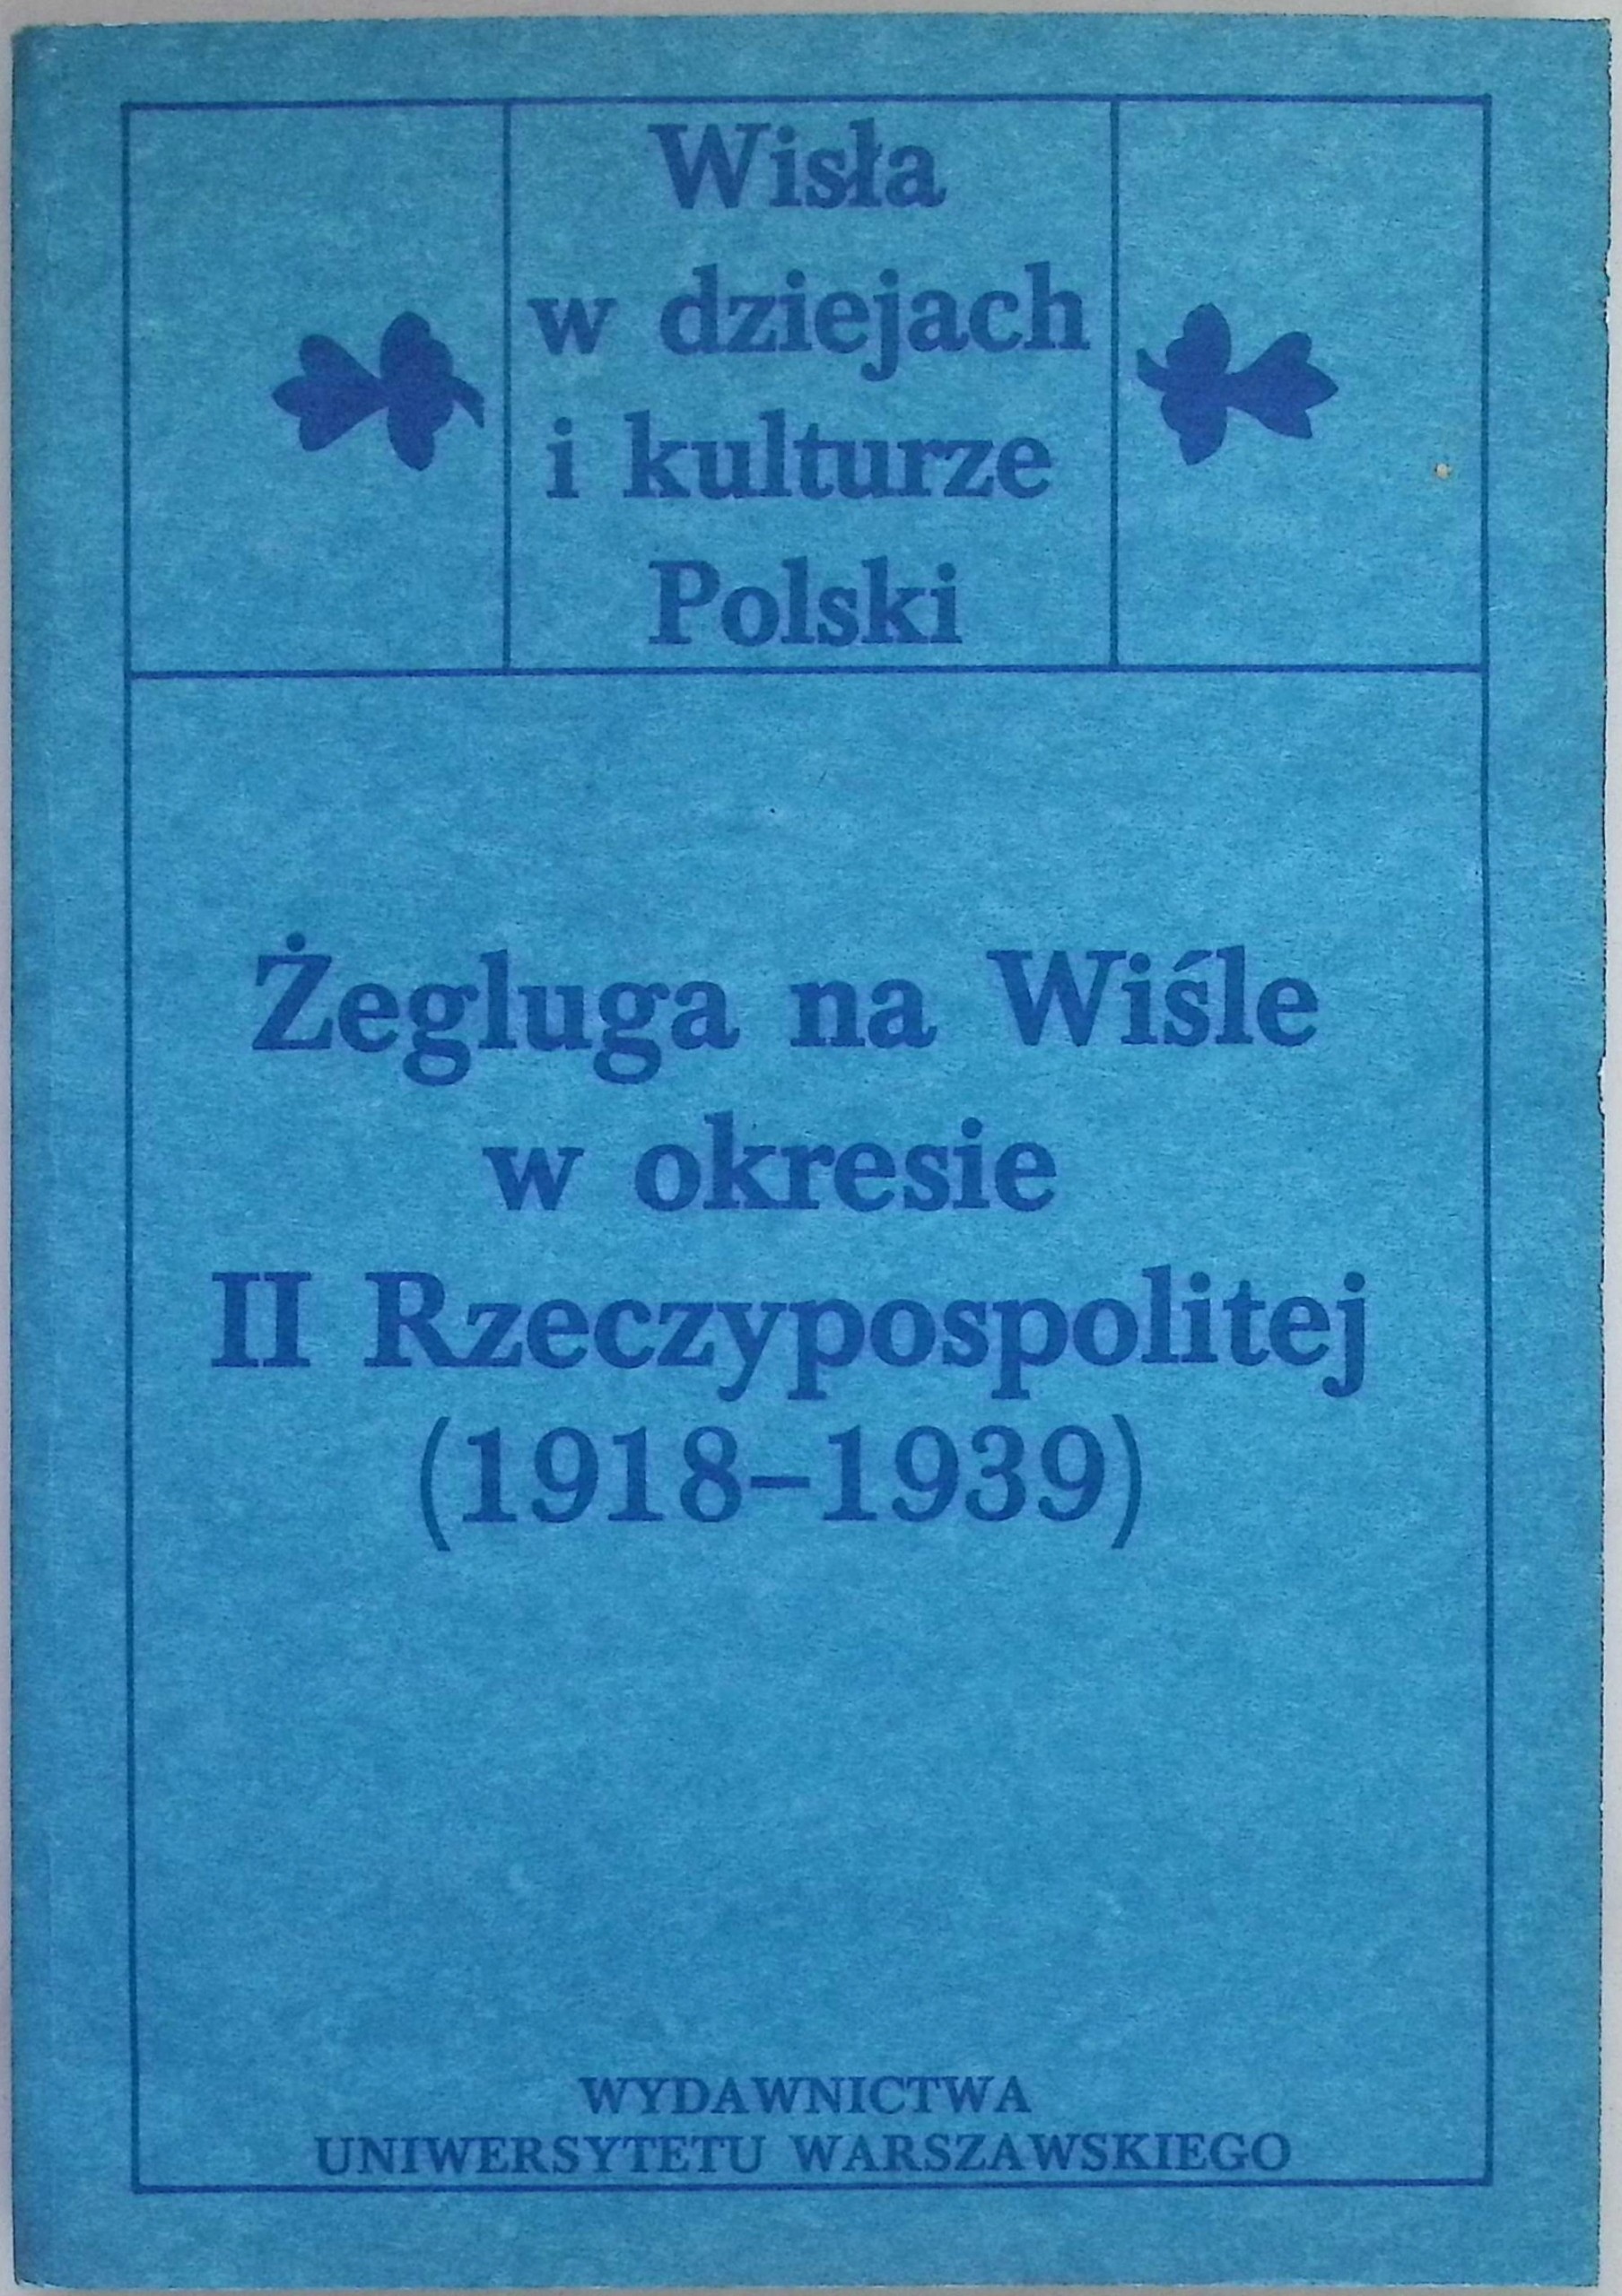 Wisła
w dziejach
i kulturze
Polski
Żegluga na Wiśle
w okresie
II Rzeczypospolitej
(1918–1939)
WYDAWNICTWA
UNIWERSYTETU WARSZAWSKIEGO